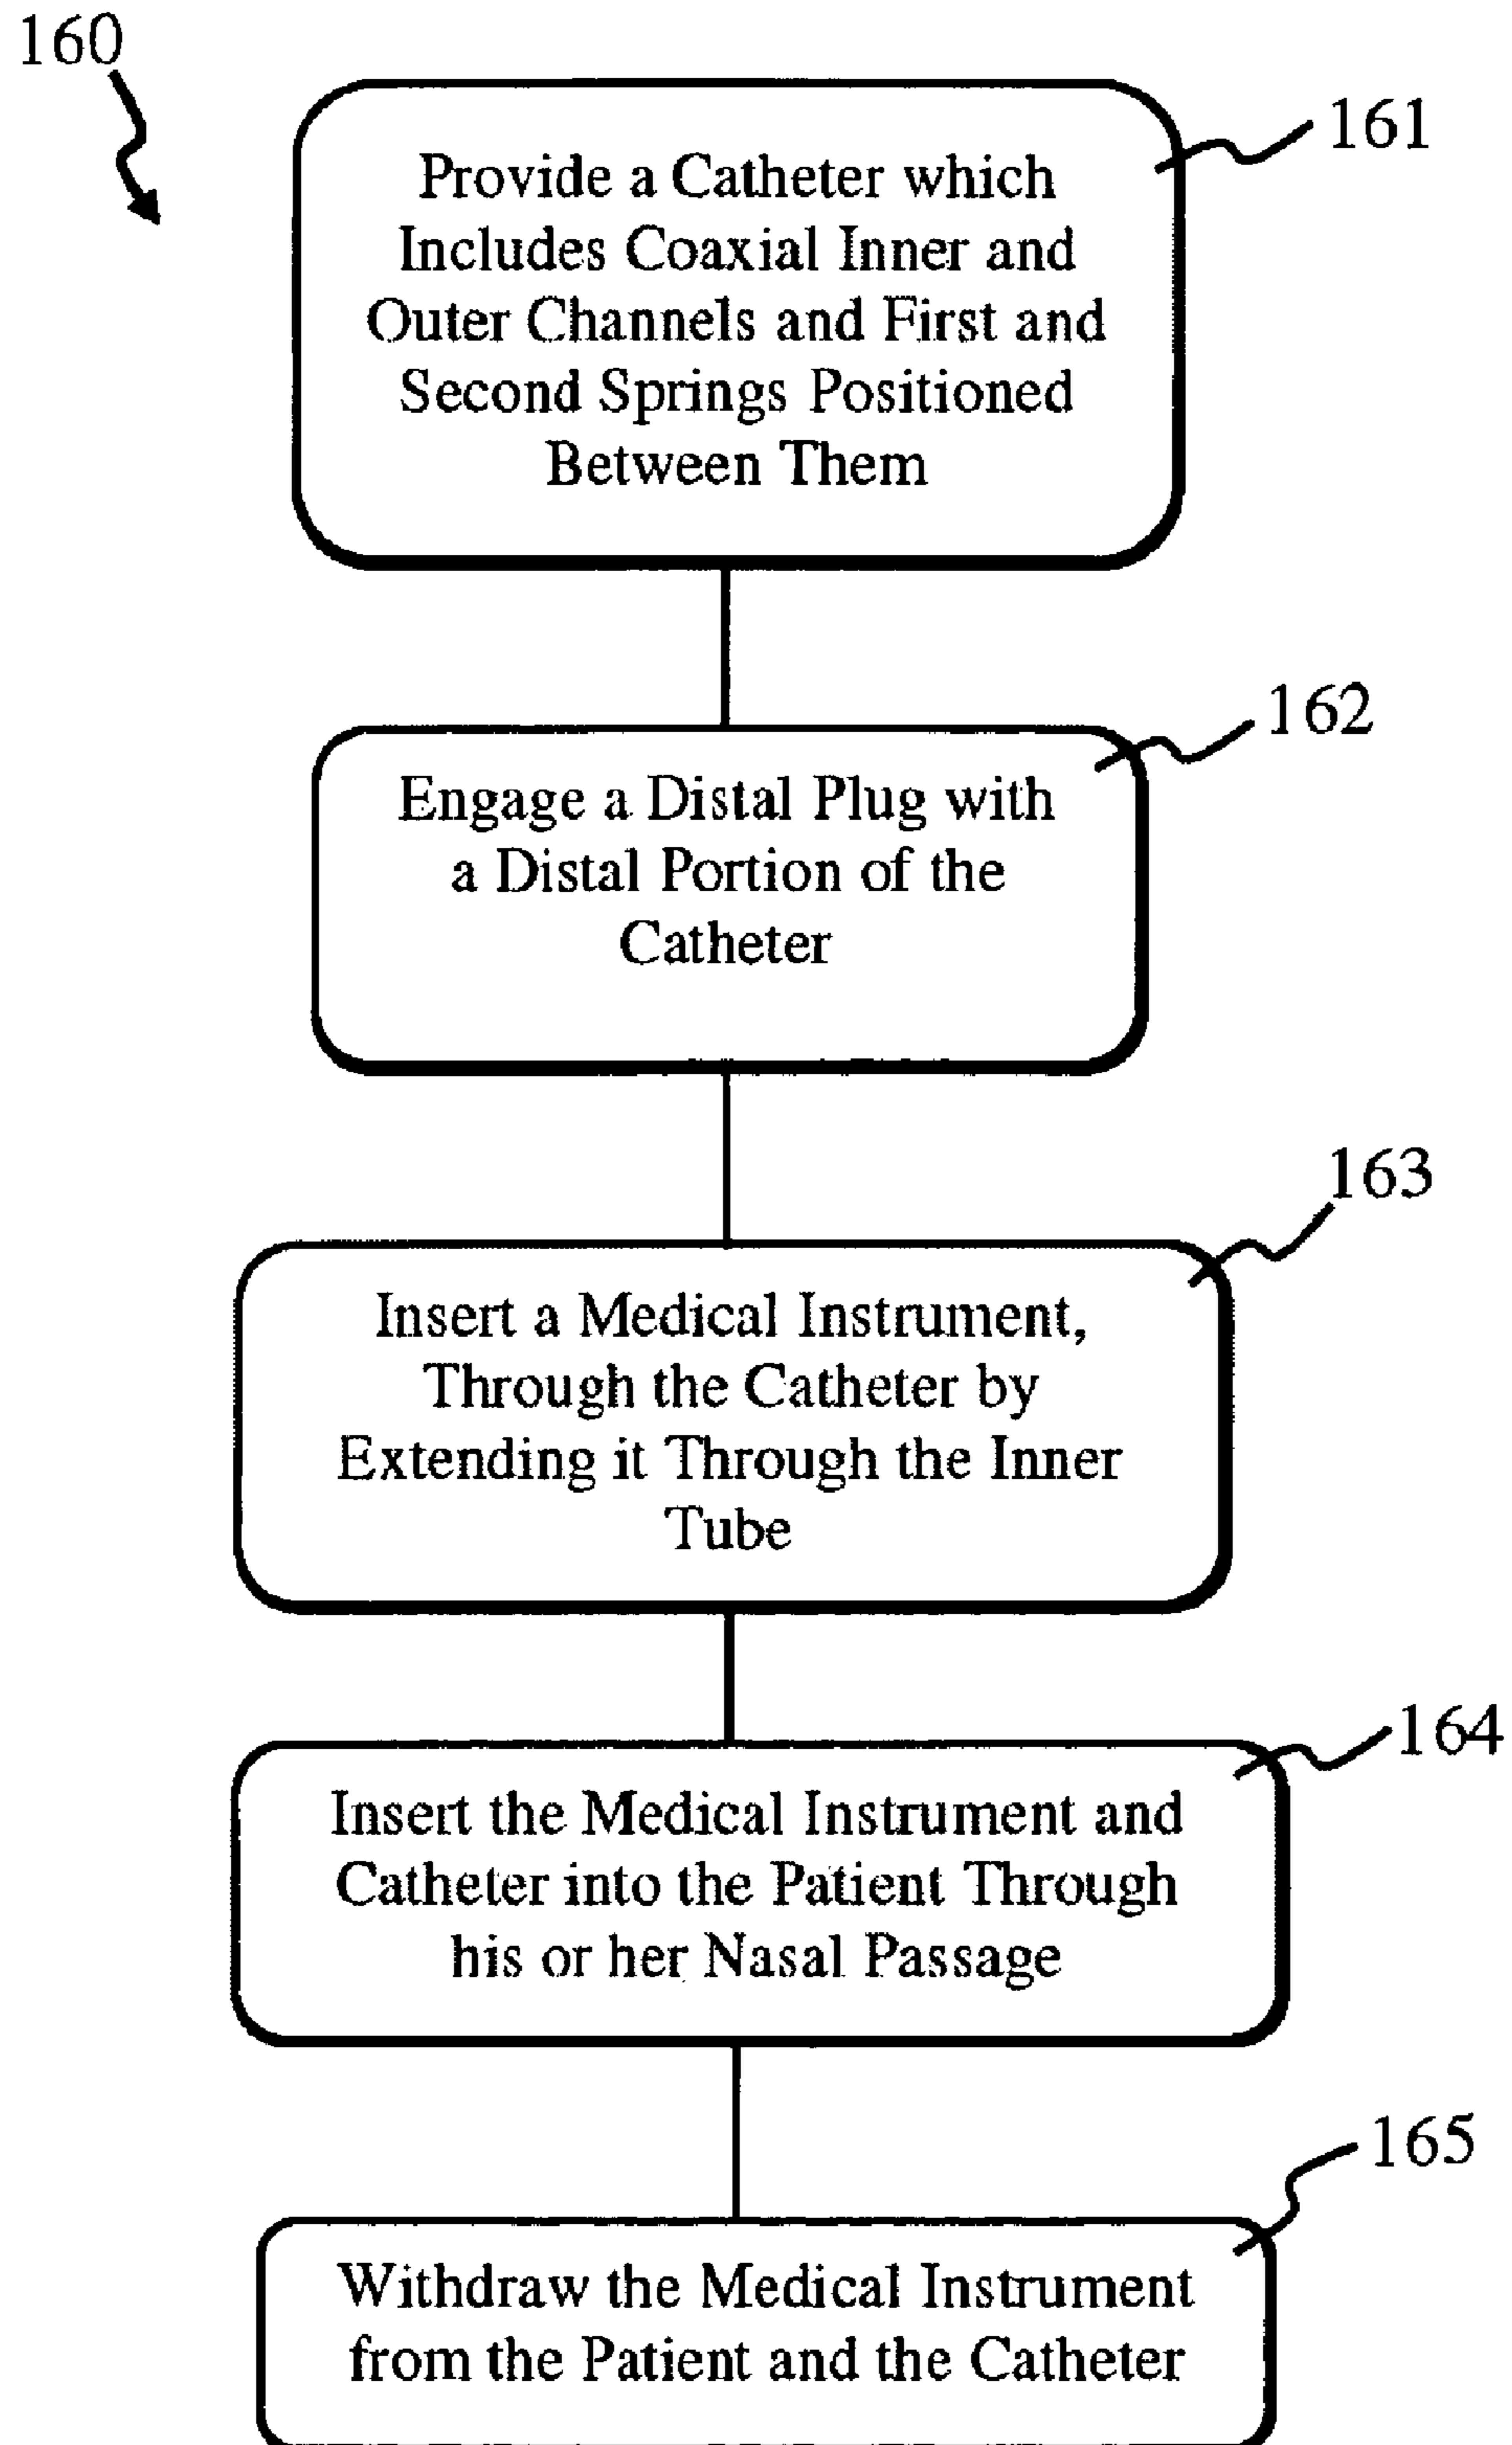 160
161
Provide a Catheter which
Includes Coaxial Inner and
Outer Channels and First and
Second Springs Positioned
Between Them
162
Engage a Distal Plug with
a Distal Portion of the
Catheter
163
Insert a Medical Instrument,
Through the Catheter by
Extending it Through the Inner
Tube
164
Insert the Medical Instrument and
Catheter into the Patient Through
his or her Nasal Passage
165
Withdraw the Medical Instrument
from the Patient and the Catheter